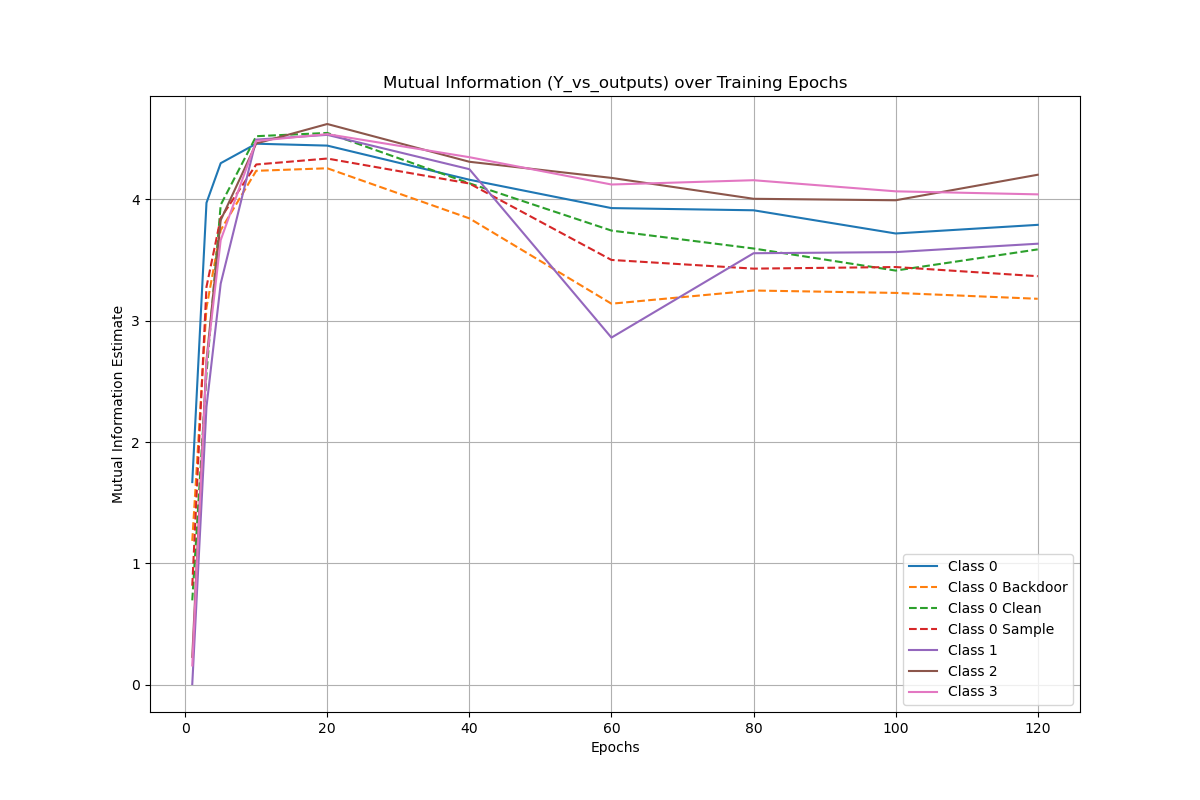 Mutual Information (Y_vs_outputs) over Training Epochs
Mutual Information Estimate
4
3
2
1
0
0 20 40 60 80 100 120
Epochs
Class 0
Class 0 Backdoor
Class 0 Clean
Class 0 Sample
Class 1
Class 2
Class 3